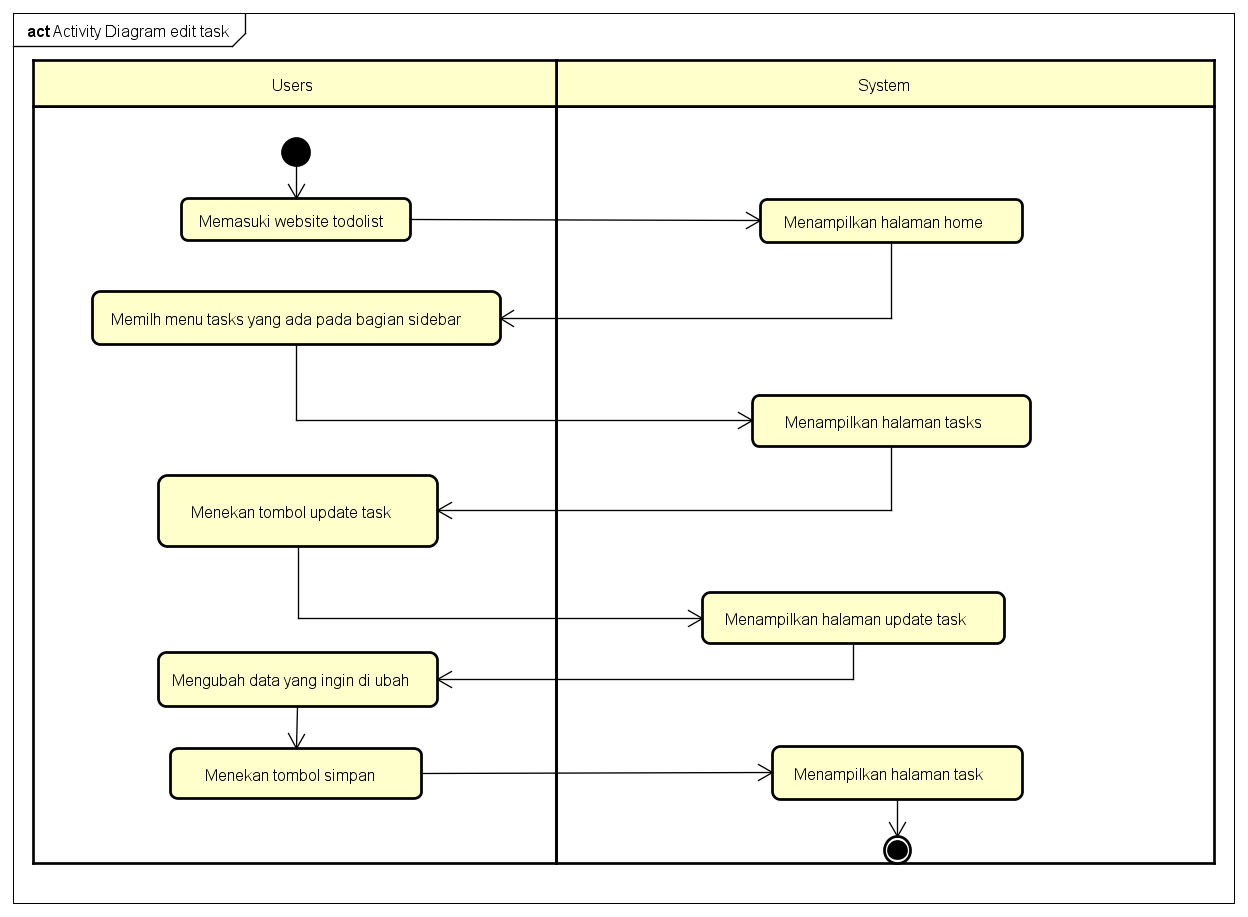 act Activity Diagram edit task
Users
System
Memasuki website todolist
Menampilkan halaman home
Memilh menu tasks yang ada pada bagian sidebar
Menampilkan halaman tasks
Menekan tombol update task
Menampilkan halaman update task
Mengubah data yang ingin di ubah
Menekan tombol simpan
Menampilkan halaman task